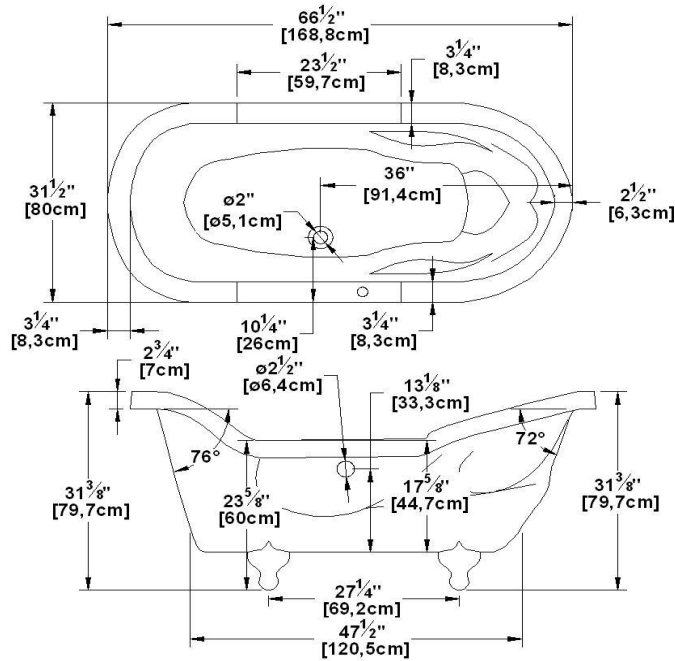 66½"
[168,8cm]
23½"
[59,7cm]
3¼"
[8,3cm]
31½"
[80cm]
ø2"
[ø5,1cm]
36"
[91,4cm]
2½"
[6,3cm]
3¼"
[8,3cm]
10¼"
[26cm]
3¼"
[8,3cm]
2¾"
[7cm]
ø2½"
[ø6,4cm]
13⅛"
[33,3cm]
76°
72°
31⅜"
[79,7cm]
23⅝"
[60cm]
17⅝"
[44,7cm]
31⅜"
[79,7cm]
27¼"
[69,2cm]
47½"
[120,5cm]